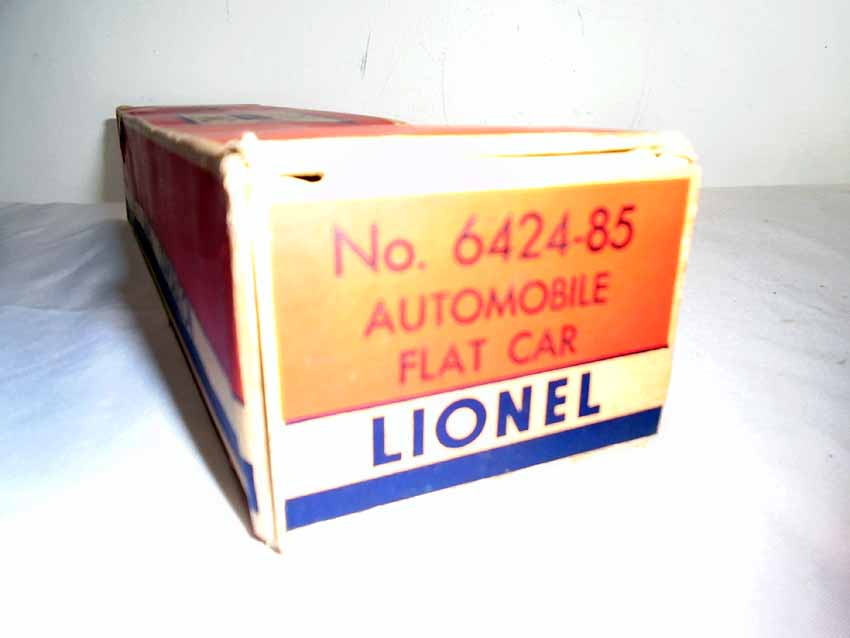 No. 6424-85
AUTOMOBILE
FLAT CAR
LIONEL